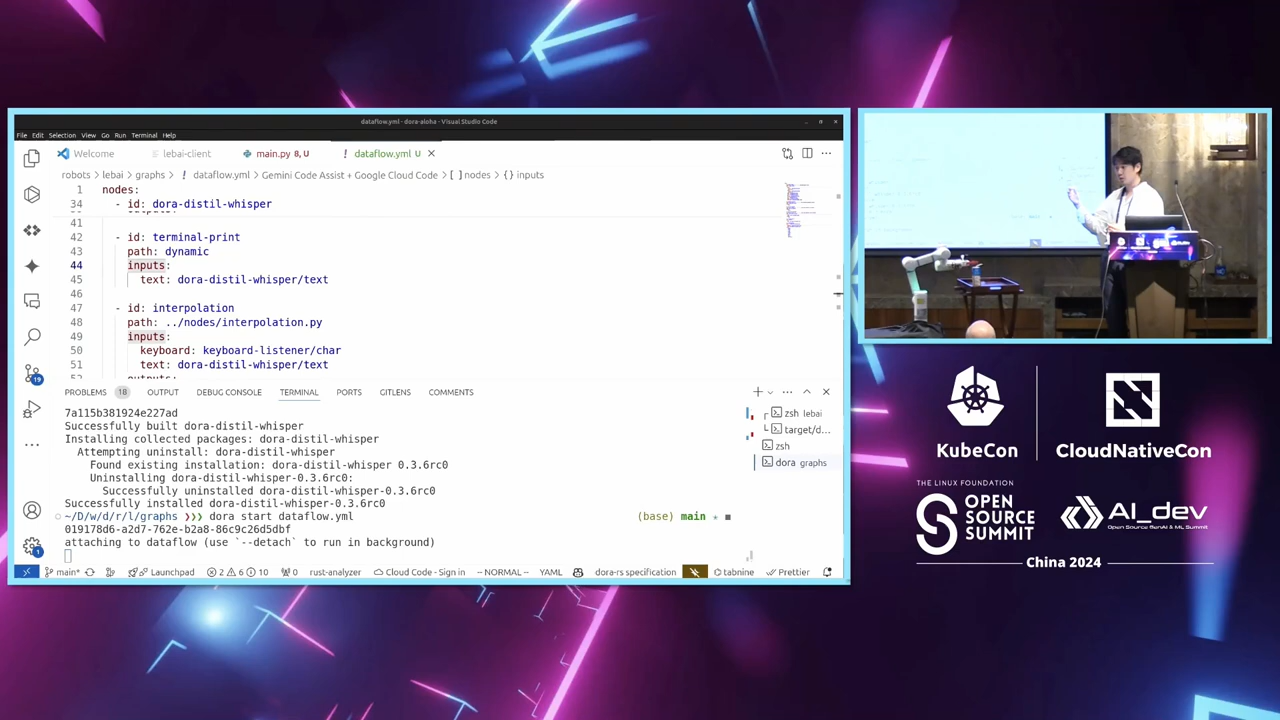 dataflow.yml - dora-aloha - Visual Studio Code
File Edit Selection View Go Run Terminal Help
Welcome lebai-client main.py 8, U ! dataflow.yml U
robots > lebai > graphs > ! dataflow.yml > Gemini Code Assist + Google Cloud Code > [ ] nodes > {} inputs
1 nodes:
34 - id: dora-distil-whisper
41
42 - id: terminal-print
43 path: dynamic
44 inputs:
45 text: dora-distil-whisper/text
46
47 - id: interpolation
48 path: ../nodes/interpolation.py
49 inputs:
50 keyboard: keyboard-listener/char
51 text: dora-distil-whisper/text
PROBLEMS 18 OUTPUT DEBUG CONSOLE TERMINAL PORTS GITLENS COMMENTS
7a115b381924e227ad
Successfully built dora-distil-whisper
Installing collected packages: dora-distil-whisper
Attempting uninstall: dora-distil-whisper
Found existing installation: dora-distil-whisper 0.3.6rc0
Uninstalling dora-distil-whisper-0.3.6rc0:
Successfully uninstalled dora-distil-whisper-0.3.6rc0
Successfully installed dora-distil-whisper-0.3.6rc0
~/D/w/d/r/l/graphs ❯❯❯ dora start dataflow.yml (base) main
019178d6-a2d7-762e-b2a8-86c9c26d5dbf
attaching to dataflow (use `--detach` to run in background)
zsh lebai
target/d...
zsh
dora graphs
19
1
main* Launchpad 2 6 10 0 rust-analyzer Cloud Code - Sign in -- NORMAL -- YAML dora-rs specification tabnine Prettier
KubeCon
CloudNativeCon
THE LINUX FOUNDATION
OPEN
SOURCE
SUMMIT
AI_dev
Open Source GenAI & ML Summit
China 2024